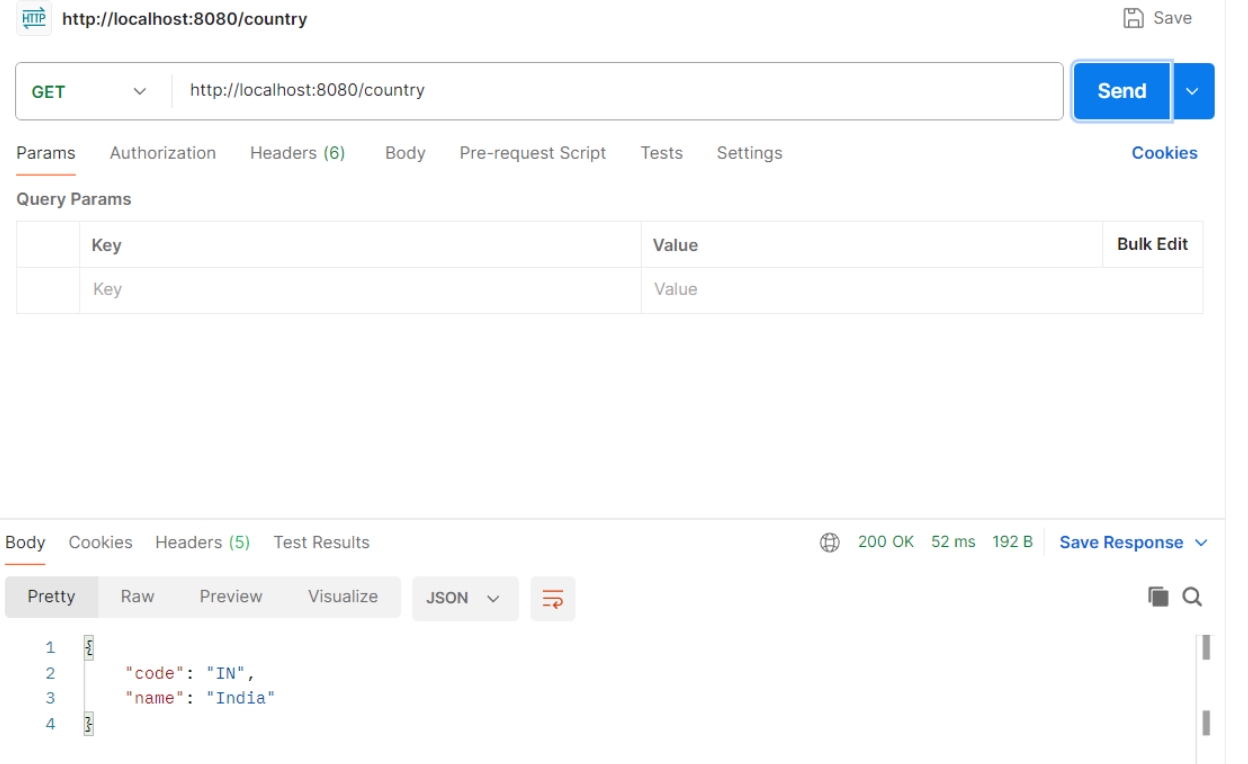 HTTP http://localhost:8080/country Save
GET http://localhost:8080/country Send
Params Authorization Headers (6) Body Pre-request Script Tests Settings Cookies
Query Params
Key Value Bulk Edit
Key Value
Body Cookies Headers (5) Test Results 200 OK 52 ms 192 B Save Response
Pretty Raw Preview Visualize JSON
1 {
2 "code": "IN",
3 "name": "India"
4 }